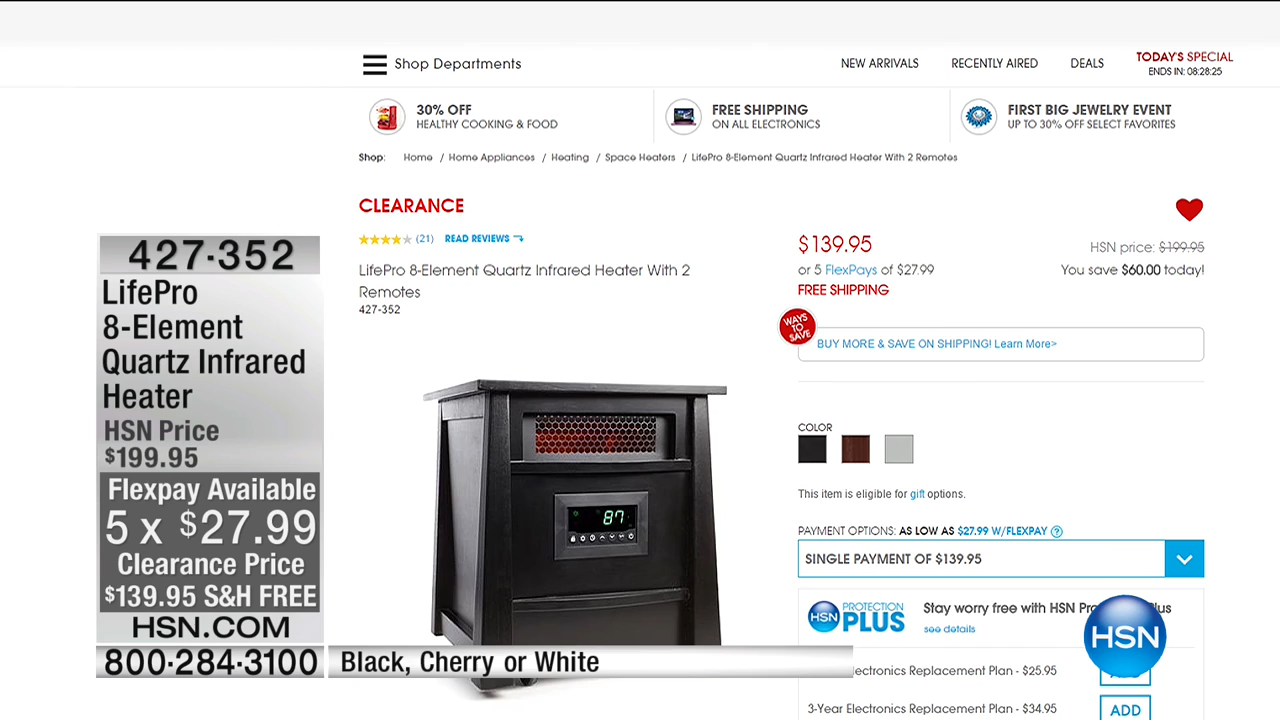 Shop Departments
NEW ARRIVALS
RECENTLY AIRED
DEALS
TODAY'S SPECIAL
ENDS IN: 08:28:25
30% OFF
HEALTHY COOKING & FOOD
FREE SHIPPING
ON ALL ELECTRONICS
FIRST BIG JEWELRY EVENT
UP TO 30% OFF SELECT FAVORITES
Shop: Home / Home Appliances / Heating / Space Heaters / LifePro 8-Element Quartz Infrared Heater With 2 Remotes
CLEARANCE
(21) READ REVIEWS
LifePro 8-Element Quartz Infrared Heater With 2
Remotes
427-352
$139.95
or 5 FlexPays of $27.99
FREE SHIPPING
HSN price: $199.95
You save $60.00 today!
WAYS
TO
SAVE
BUY MORE & SAVE ON SHIPPING! Learn More>
COLOR
This item is eligible for gift options.
PAYMENT OPTIONS: AS LOW AS $27.99 W/FLEXPAY ?
SINGLE PAYMENT OF $139.95
HSN
PROTECTION
PLUS
Stay worry free with HSN Pro lus
see details
ectronics Replacement Plan - $25.95
3-Year Electronics Replacement Plan - $34.95
ADD
HSN
87
427-352
LifePro
8-Element
Quartz Infrared
Heater
HSN Price
$199.95
Flexpay Available
5 x $27.99
Clearance Price
$139.95 S&H FREE
HSN.COM
800-284-3100
Black, Cherry or White